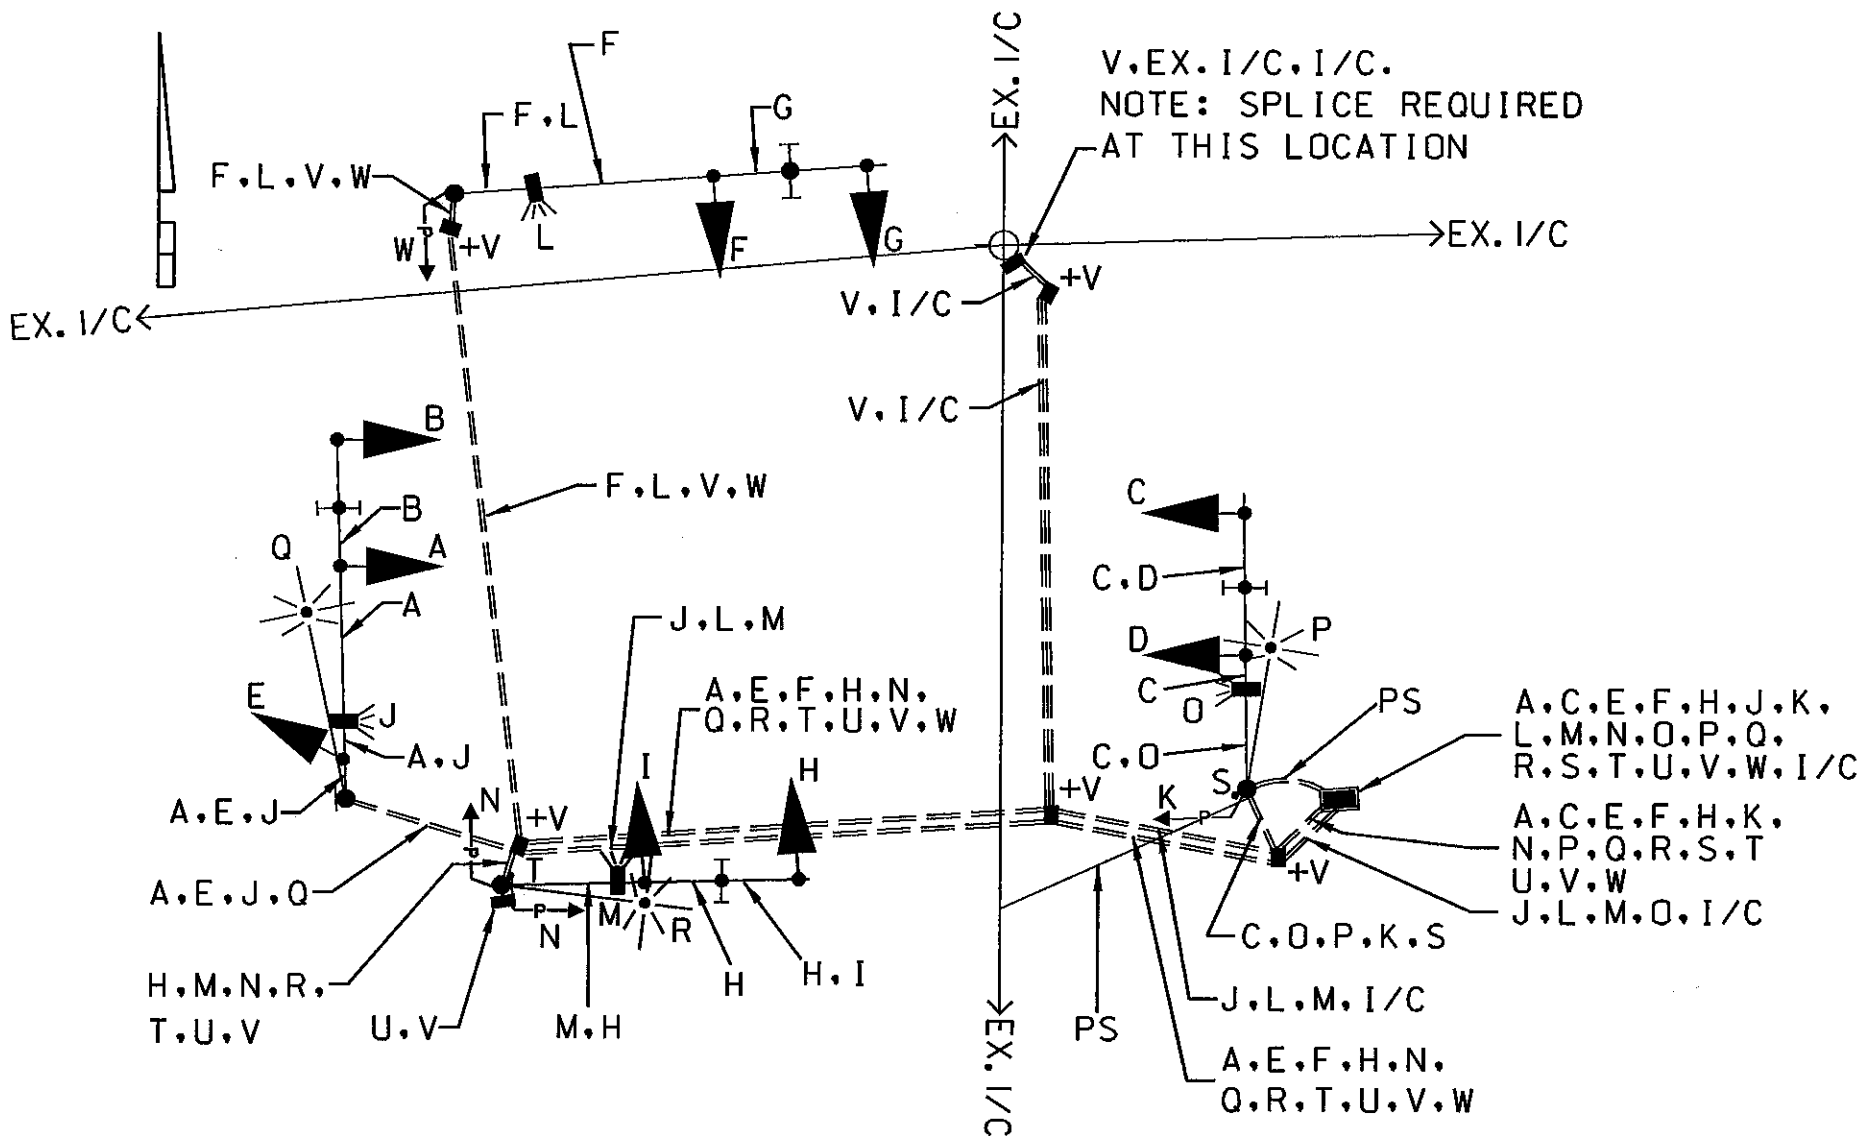 F
EX.I/C
V.EX.I/C.I/C.
NOTE: SPLICE REQUIRED
AT THIS LOCATION
F.L
G
F.L.V.W
W
P
+V
L
F
G
EX.I/C
EX.I/C
+V
V.I/C
V.I/C
B
F.L.V.W
B
C
Q
A
C.D
A
J.L.M
P
D
E
A.E.F.H.N.
Q.R.T.U.V.W
C
O
PS
A.C.E.F.H.J.K.
L.M.N.O.P.Q.
R.S.T.U.V.W.I/C
J
A.J
C.O
I
H
S.
+V
K
P
A.E.J
N
P
+V
A.C.E.F.H.K.
N.P.Q.R.S.T
U.V.W
T
+V
A.E.J.Q
P
N
M
R
J.L.M.O.I/C
C.O.P.K.S
H.M.N.R.
T.U.V
U.V
M.H
H
H.I
J.L.M.I/C
PS
EX.I/C
A.E.F.H.N.
Q.R.T.U.V.W